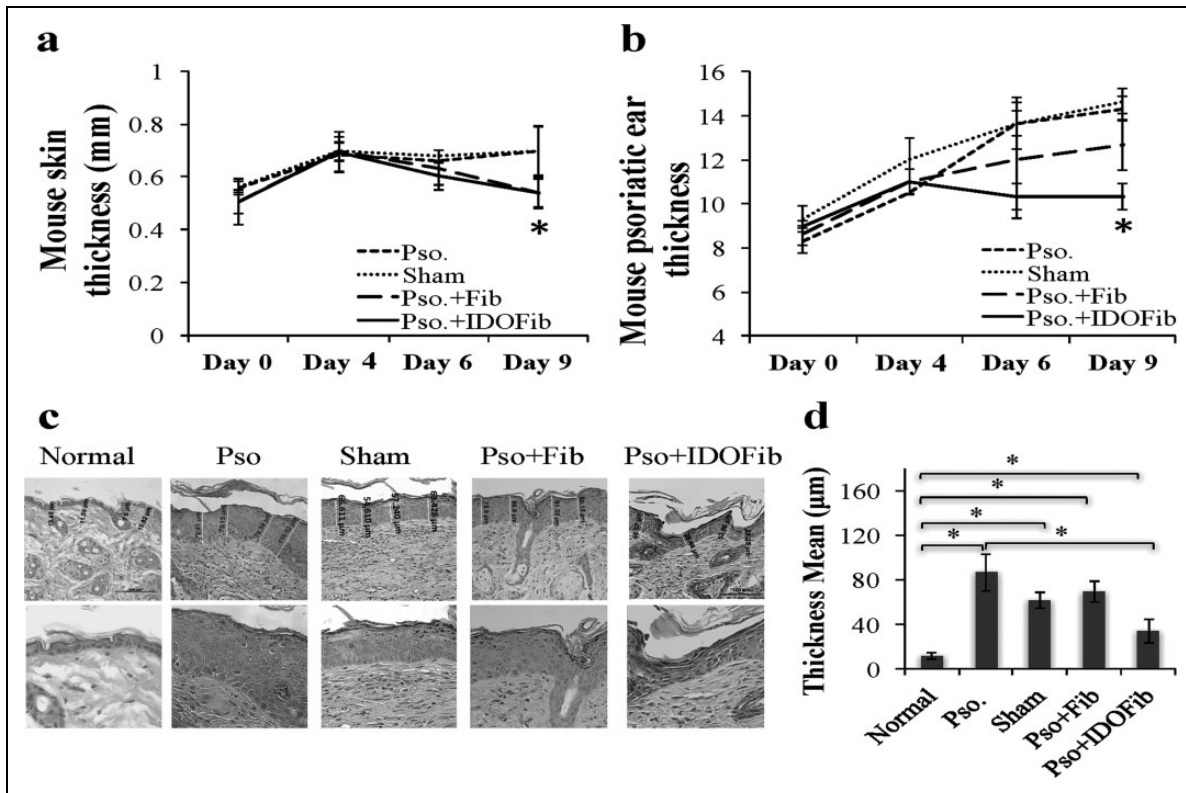 a
Mouse skin
thickness (mm)
1
0.8
0.6
0.4
0.2
0
*
Pso.
Sham
Pso.+Fib
Pso.+IDOFib
Day 0 Day 4 Day 6 Day 9
b
Mouse psoriatic ear
thickness
16
14
12
10
8
6
4
*
Pso.
Sham
Pso.+Fib
Pso.+IDOFib
Day 0 Day 4 Day 6 Day 9
c
Normal Pso Sham Pso+Fib Pso+IDOFib
d
Thickness Mean (μm)
160
120
80
40
0
*
*
*
* *
Normal Pso. Sham Pso+Fib Pso+IDOFib